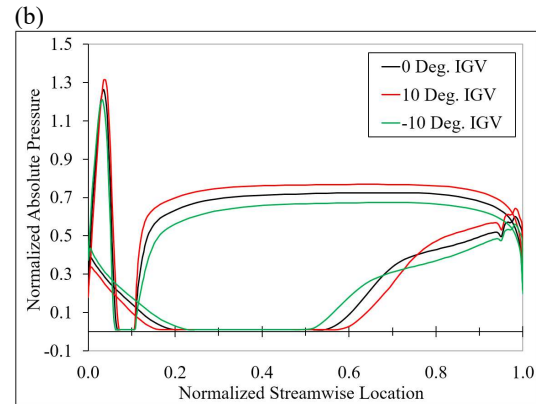 (b)
1.5
1.3
1.1
0.9
0.7
0.5
0.3
0.1
-0.1
Normalized Absolute Pressure
0 Deg. IGV
10 Deg. IGV
-10 Deg. IGV
0.0 0.2 0.4 0.6 0.8 1.0
Normalized Streamwise Location